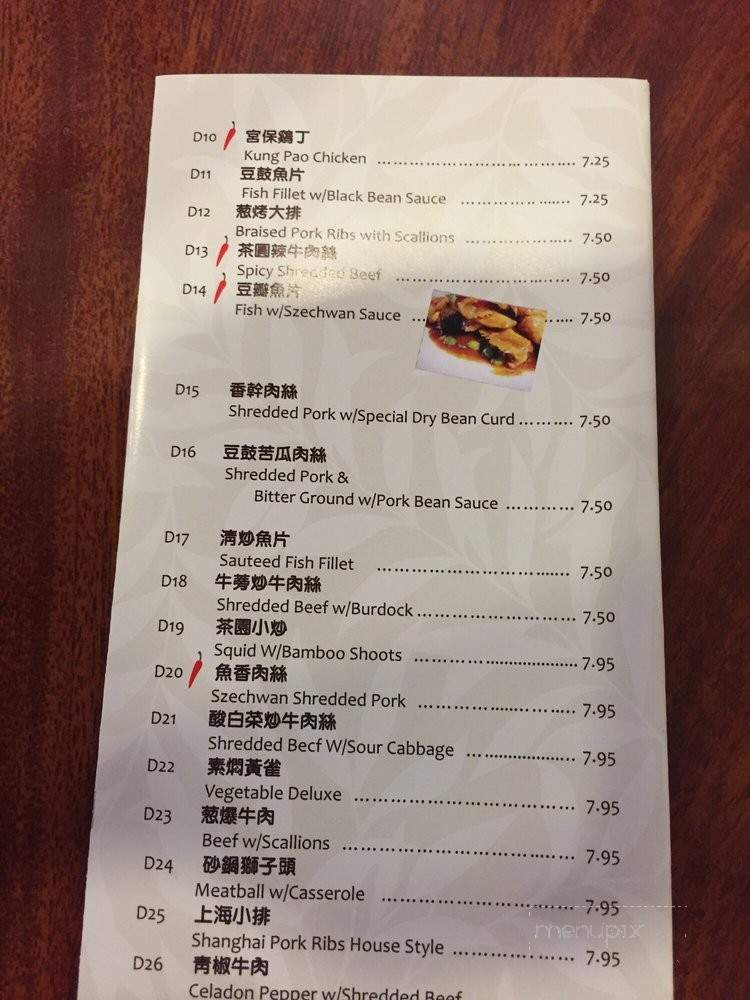 D10 宮保鷄丁
Kung Pao Chicken ........................................ 7.25
D11 豆鼓魚片
Fish Fillet w/Black Bean Sauce ........................ 7.25
D12 葱烤大排
Braised Pork Ribs with Scallions ........................ 7.50
D13 茶園辣牛肉絲
Spicy Shredded Beef ........................................ 7.50
D14 豆瓣魚片
Fish w/Szechwan Sauce ... ..... 7.50
D15 香幹肉絲
Shredded Pork w/Special Dry Bean Curd .......... 7.50
D16 豆鼓苦瓜肉絲
Shredded Pork &
Bitter Ground w/Pork Bean Sauce ............ 7.50
D17 淸炒魚片
Sauteed Fish Fillet ........................................ 7.50
D18 牛蒡炒牛肉絲
Shredded Beef w/Burdock ................................ 7.50
D19 茶園小炒
Squid W/Bamboo Shoots ................................ 7.95
D20 魚香肉絲
Szechwan Shredded Pork ................................ 7.95
D21 酸白菜炒牛肉絲
Shredded Becf W/Sour Cabbage ........................ 7.95
D22 素燜黃雀
Vegetable Deluxe ........................................ 7.95
D23 葱爆牛肉
Beef w/Scallions ........................................ 7.95
D24 砂鍋獅子頭
Meatball w/Casserole ................................ 7.95
D25 上海小排
Shanghai Pork Ribs House Style .................... 7.95
D26 靑椒牛肉
Celadon Pepper w/Shredded Beef
menupix